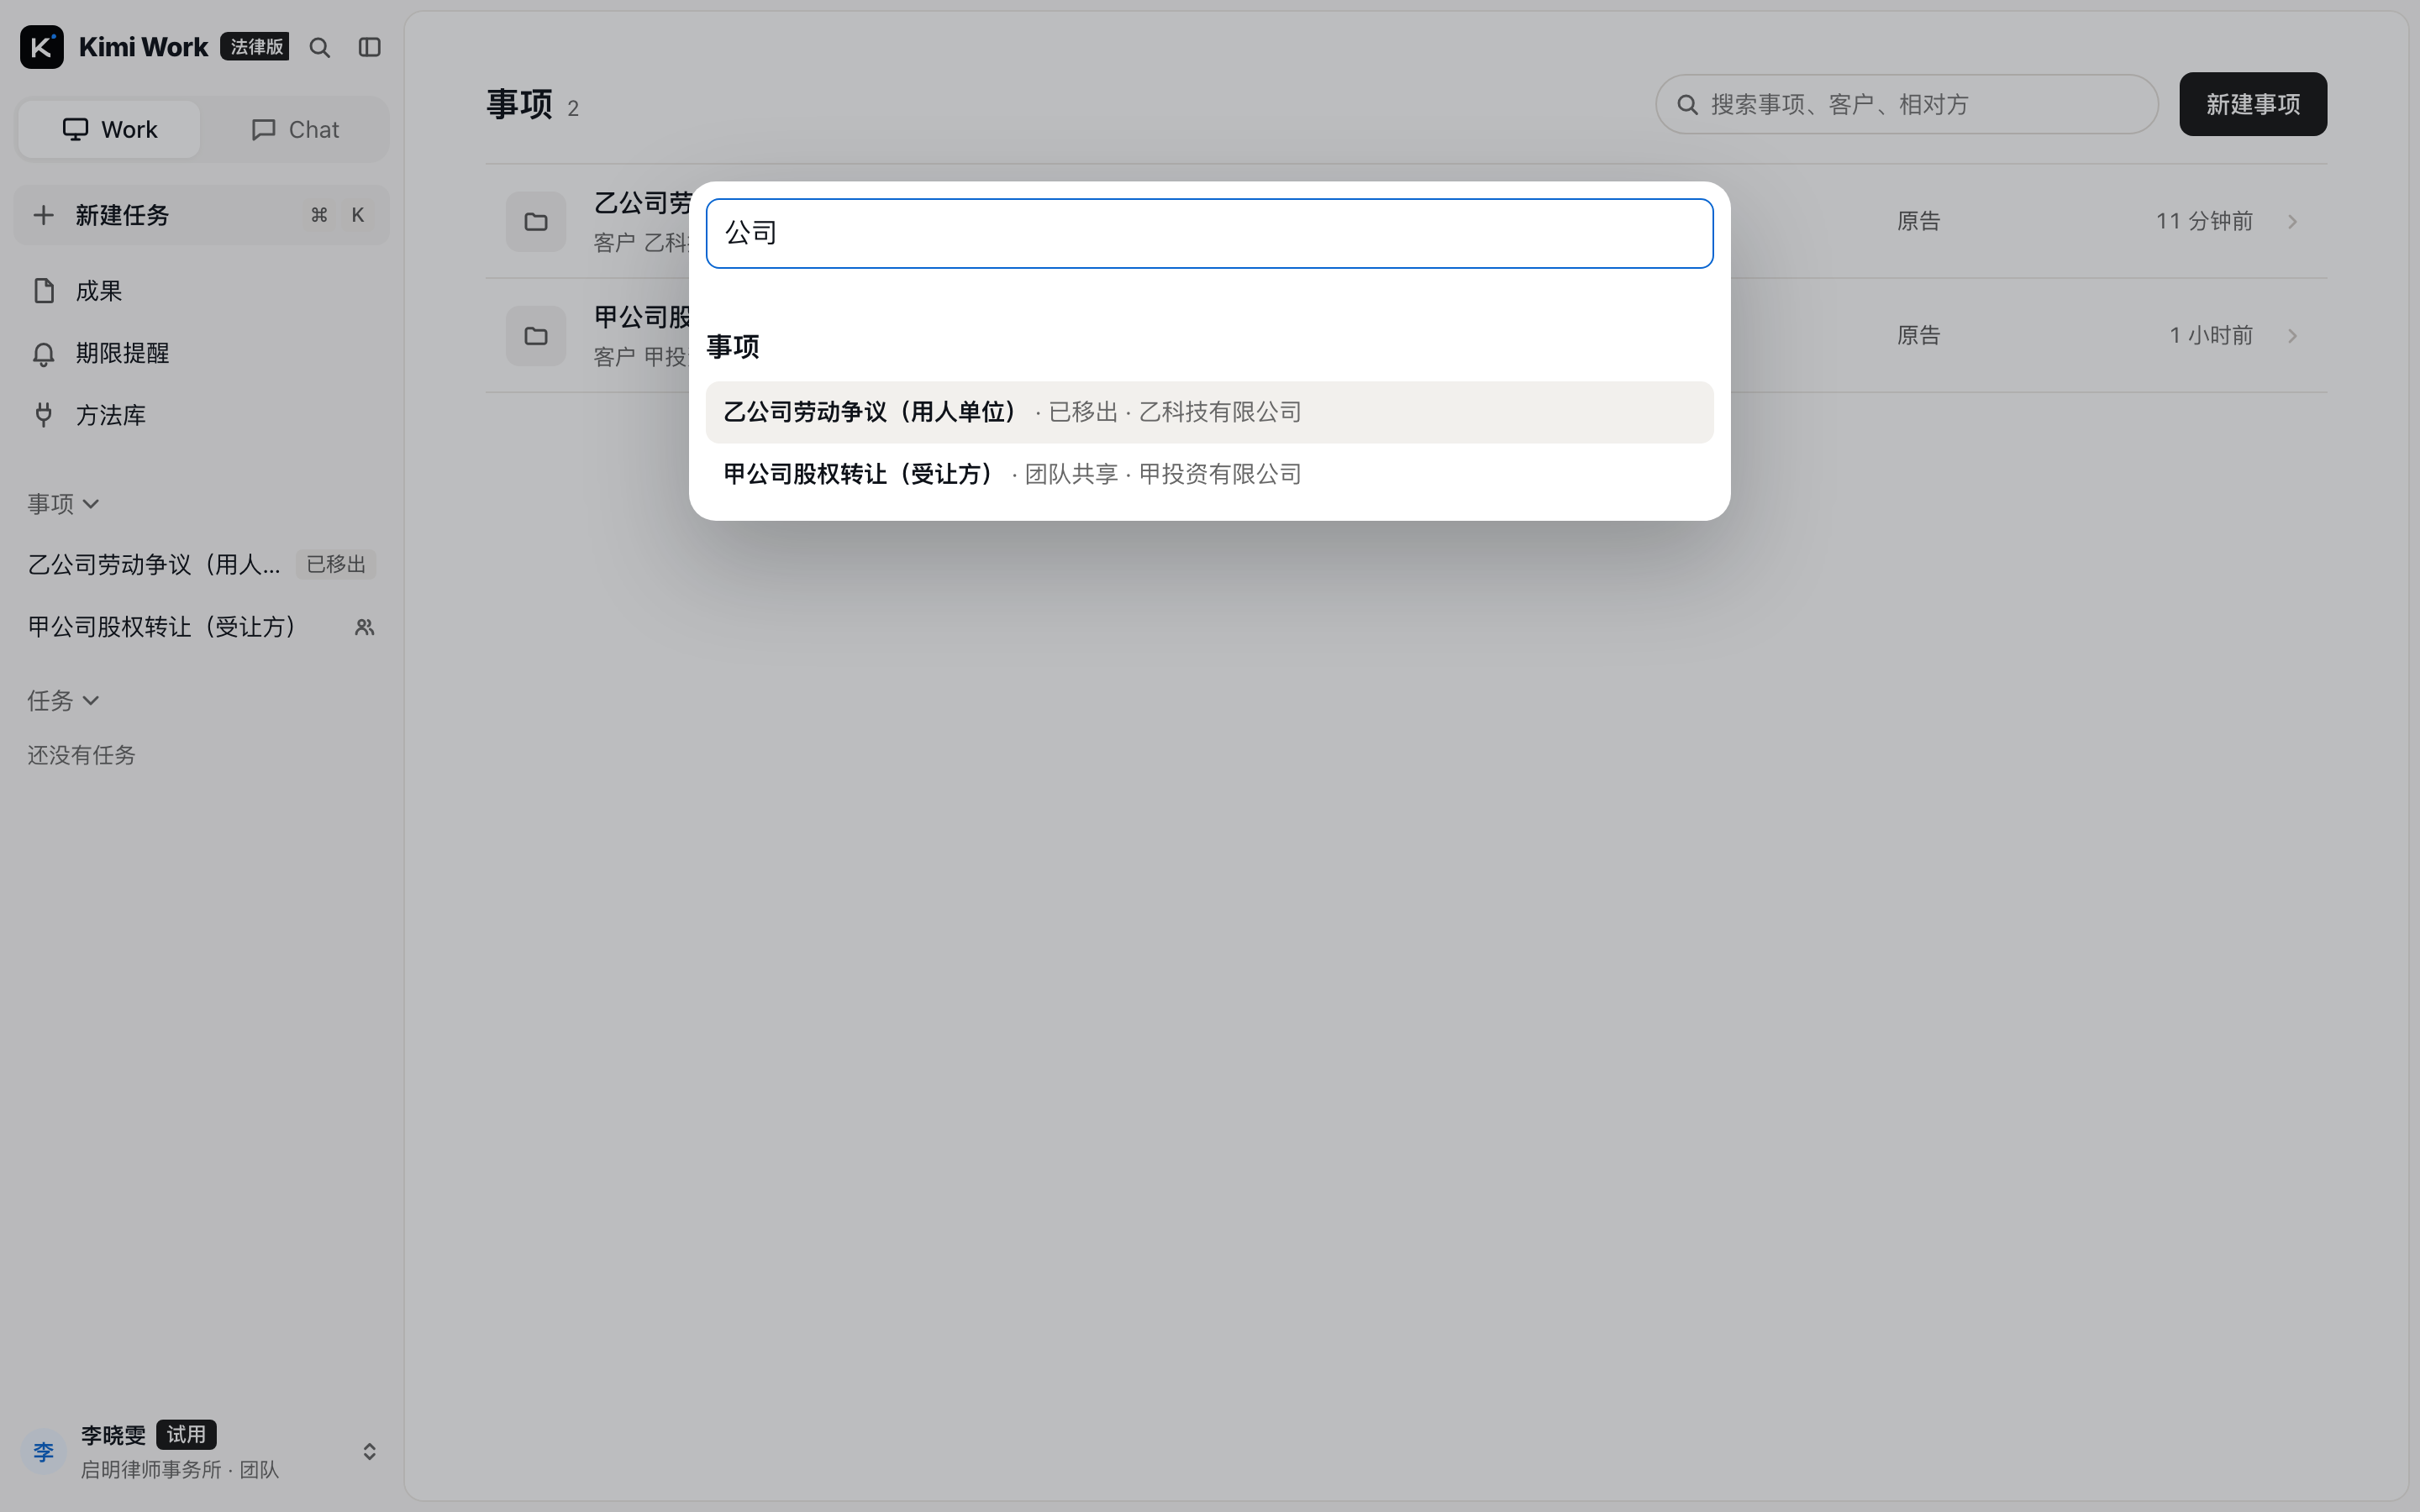 Kimi Work 法律版
Work
Chat
新建任务 ⌘ K
成果
期限提醒
方法库
事项
乙公司劳动争议（用人... 已移出
甲公司股权转让（受让方）
任务
还没有任务
李 李晓雯 试用
启明律师事务所 · 团队
事项 2
搜索事项、客户、相对方
新建事项
乙公司劳
客户 乙科
原告
11 分钟前
甲公司股
客户 甲投
原告
1 小时前
公司
事项
乙公司劳动争议（用人单位） · 已移出 · 乙科技有限公司
甲公司股权转让（受让方） · 团队共享 · 甲投资有限公司